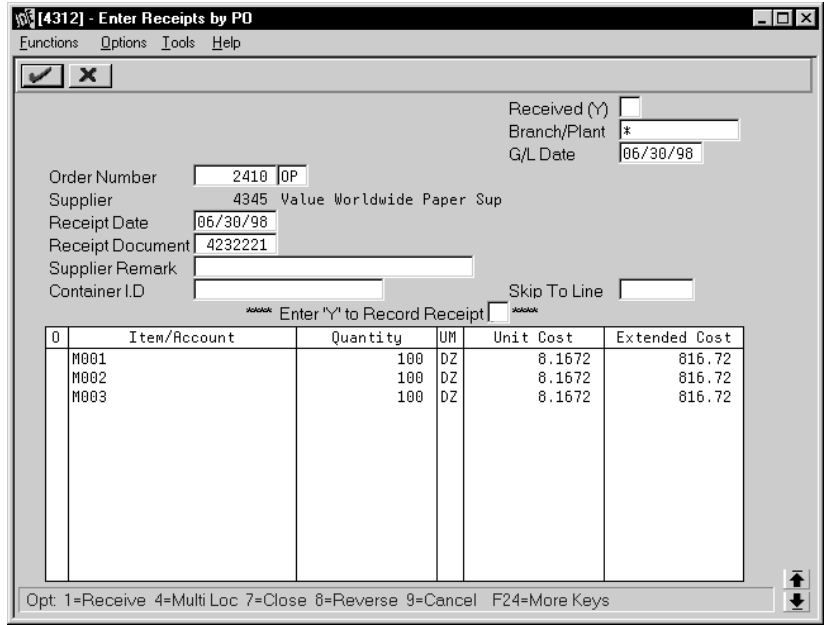 [4312] - Enter Receipts by PO
Functions Options Tools Help
Received (Y)
Branch/Plant *
G/L Date 06/30/98
Order Number 2410 OP
Supplier 4345 Value Worldwide Paper Sup
Receipt Date 06/30/98
Receipt Document 4232221
Supplier Remark
Container I.D Skip To Line
***** Enter 'Y' to Record Receipt *****
O Item/Account Quantity UM Unit Cost Extended Cost
M001 100 DZ 8.1672 816.72
M002 100 DZ 8.1672 816.72
M003 100 DZ 8.1672 816.72
Opt: 1=Receive 4=Multi Loc 7=Close 8=Reverse 9=Cancel F24=More Keys